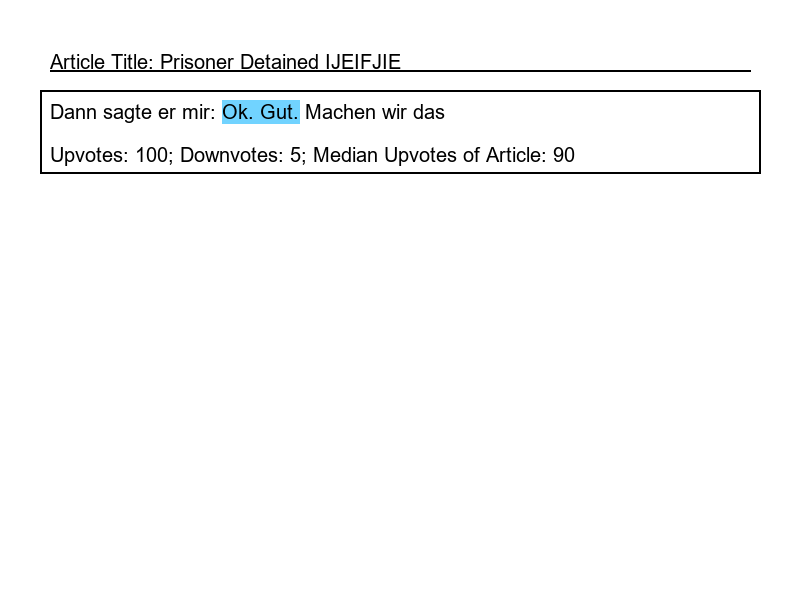 Article Title: Prisoner Detained IJEIFJIE
Dann sagte er mir: Ok. Gut. Machen wir das
Upvotes: 100; Downvotes: 5; Median Upvotes of Article: 90